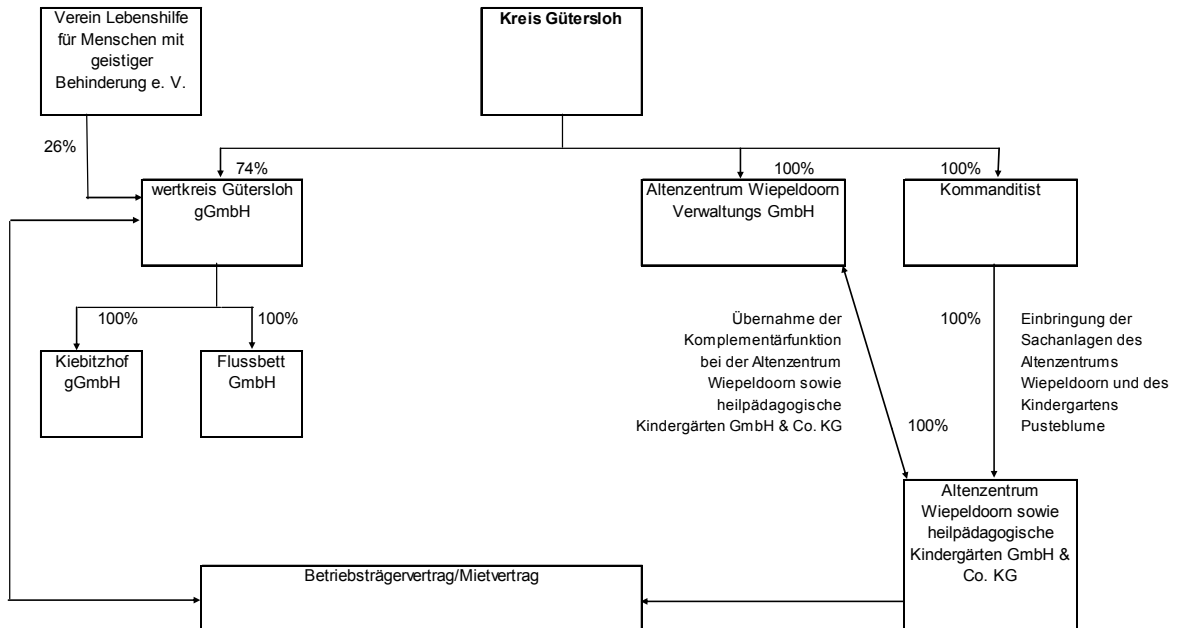 Verein Lebenshilfe
für Menschen mit
geistiger
Behinderung e. V.
Kreis Gütersloh
26%
74%
100%
100%
wertkreis Gütersloh
gGmbH
Altenzentrum Wiepeldoorn
Verwaltungs GmbH
Kommanditist
100%
100%
Kiebitzhof
gGmbH
Flussbett
GmbH
Übernahme der
Komplementärfunktion
bei der Altenzentrum
Wiepeldoorn sowie
heilpädagogische
Kindergärten GmbH & Co. KG
100%
100%
Einbringung der
Sachanlagen des
Altenzentrums
Wiepeldoorn und des
Kindergartens
Pusteblume
Altenzentrum
Wiepeldoorn sowie
heilpädagogische
Kindergärten GmbH &
Co. KG
Betriebsträgervertrag/Mietvertrag